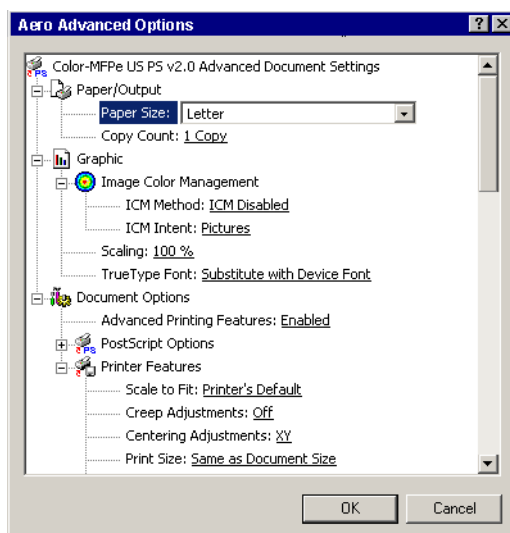 Aero Advanced Options
Color-MFPe US PS v2.0 Advanced Document Settings
Paper/Output
Paper Size: Letter
Copy Count: 1 Copy
Graphic
Image Color Management
ICM Method: ICM Disabled
ICM Intent: Pictures
Scaling: 100 %
TrueType Font: Substitute with Device Font
Document Options
Advanced Printing Features: Enabled
PostScript Options
Printer Features
Scale to Fit: Printer's Default
Creep Adjustments: Off
Centering Adjustments: XY
Print Size: Same as Document Size
OK Cancel